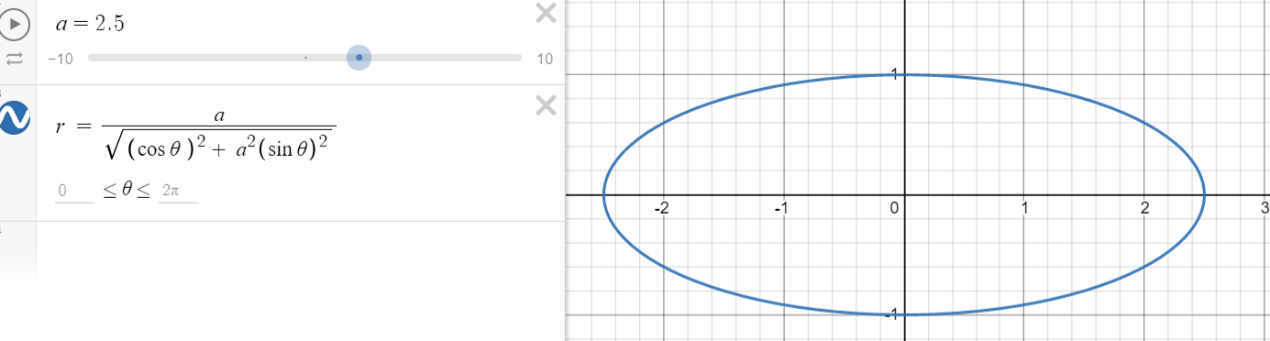 a = 2.5
-10 10
r = a / √((cos θ)² + a²(sin θ)²)
0 ≤ θ ≤ 2π
1
-2 -1 0 1 2 3
-1